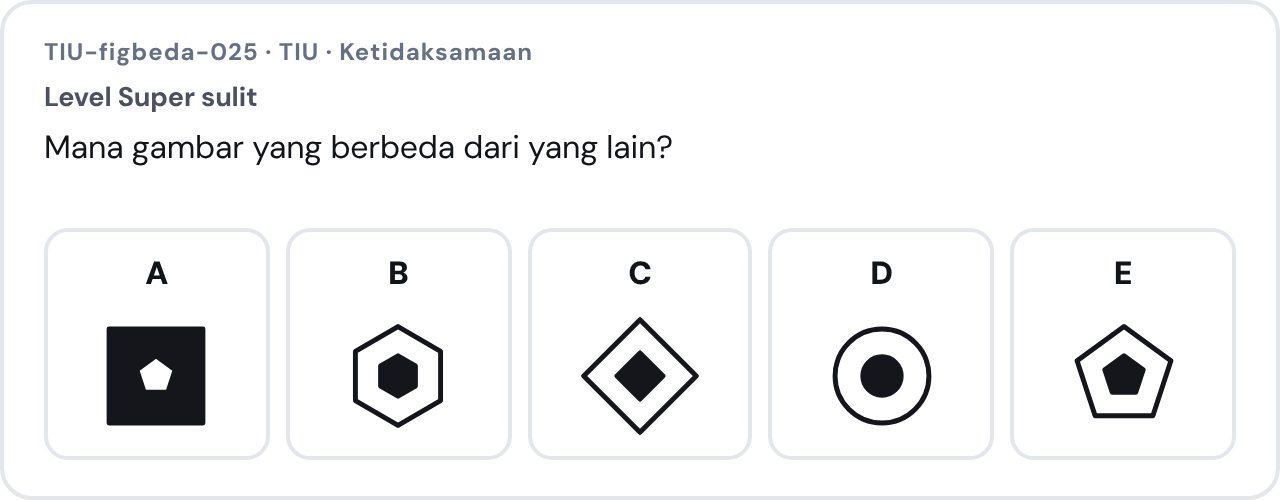 TIU-figbeda-025 · TIU · Ketidaksamaan
Level Super sulit
Mana gambar yang berbeda dari yang lain?
A B C D E